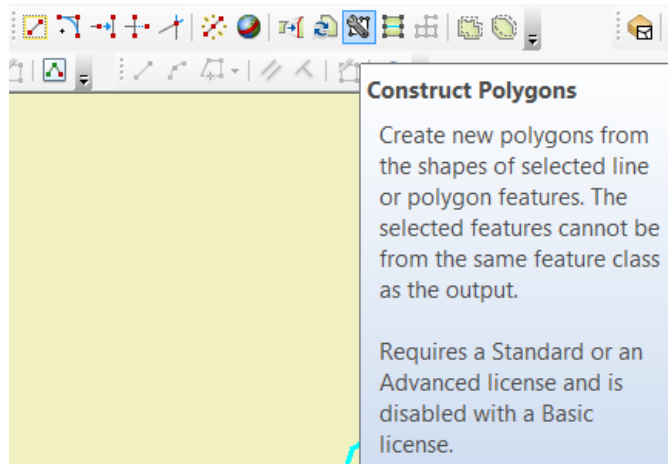 Construct Polygons
Create new polygons from
the shapes of selected line
or polygon features. The
selected features cannot be
from the same feature class
as the output.
Requires a Standard or an
Advanced license and is
disabled with a Basic
license.